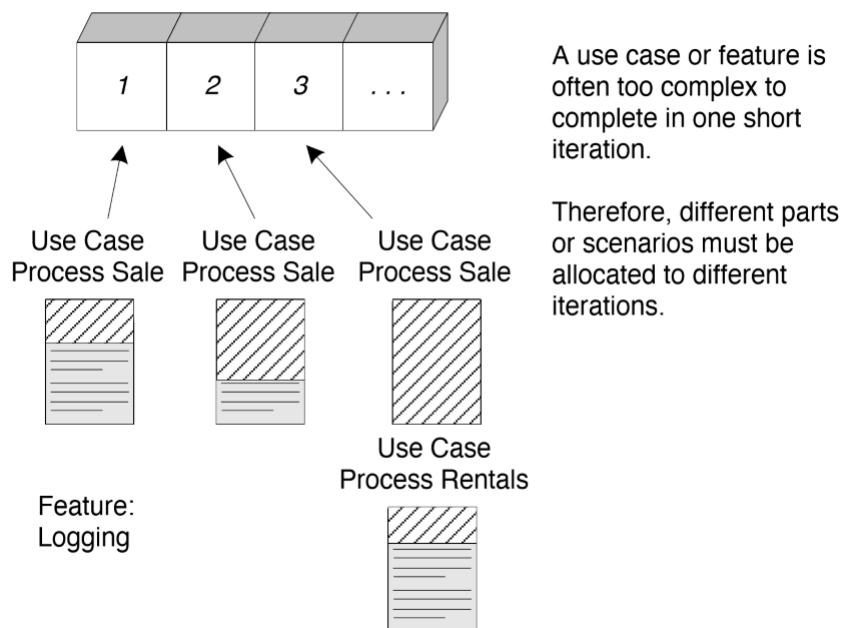 1 2 3 ...
A use case or feature is
often too complex to
complete in one short
iteration.
Therefore, different parts
or scenarios must be
allocated to different
iterations.
Use Case
Process Sale
Use Case
Process Sale
Use Case
Process Sale
Use Case
Process Rentals
Feature:
Logging